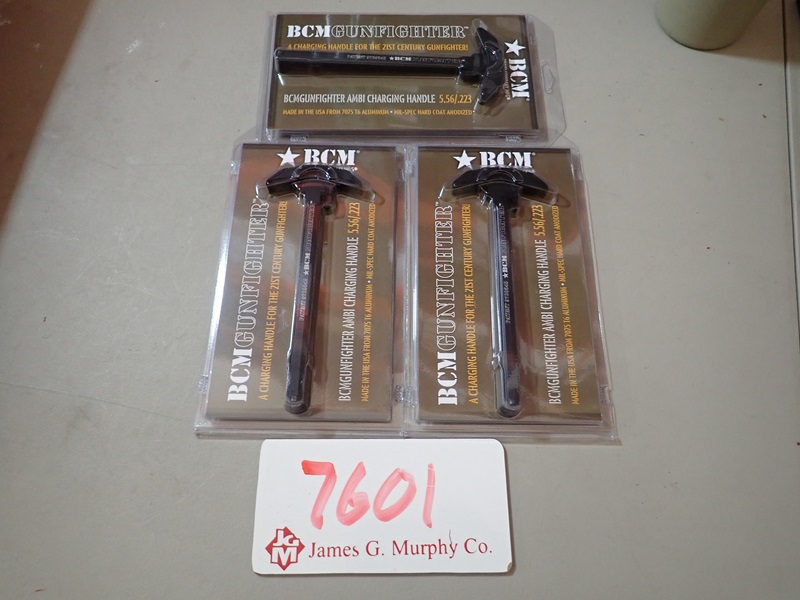 BCMGUNFIGHTER™
A CHARGING HANDLE FOR THE 21ST CENTURY GUNFIGHTER!
BCMGUNFIGHTER
BCMGUNFIGHTER AMBI CHARGING HANDLE 5.56/.223
MADE IN THE USA FROM 7075 T6 ALUMINUM • MIL-SPEC HARD COAT ANODIZED •
BCM
BCM
BCMGUNFIGHTER™
A CHARGING HANDLE FOR THE 21ST CENTURY GUNFIGHTER!
BCMGUNFIGHTER AMBI CHARGING HANDLE 5.56/.223
MADE IN THE USA FROM 7075 T6 ALUMINUM • MIL-SPEC HARD COAT ANODIZED
BCM
BCMGUNFIGHTER™
A CHARGING HANDLE FOR THE 21ST CENTURY GUNFIGHTER!
BCMGUNFIGHTER AMBI CHARGING HANDLE 5.56/.223
MADE IN THE USA FROM 7075 T6 ALUMINUM • MIL-SPEC HARD COAT ANODIZED
7601
JGM James G. Murphy Co.